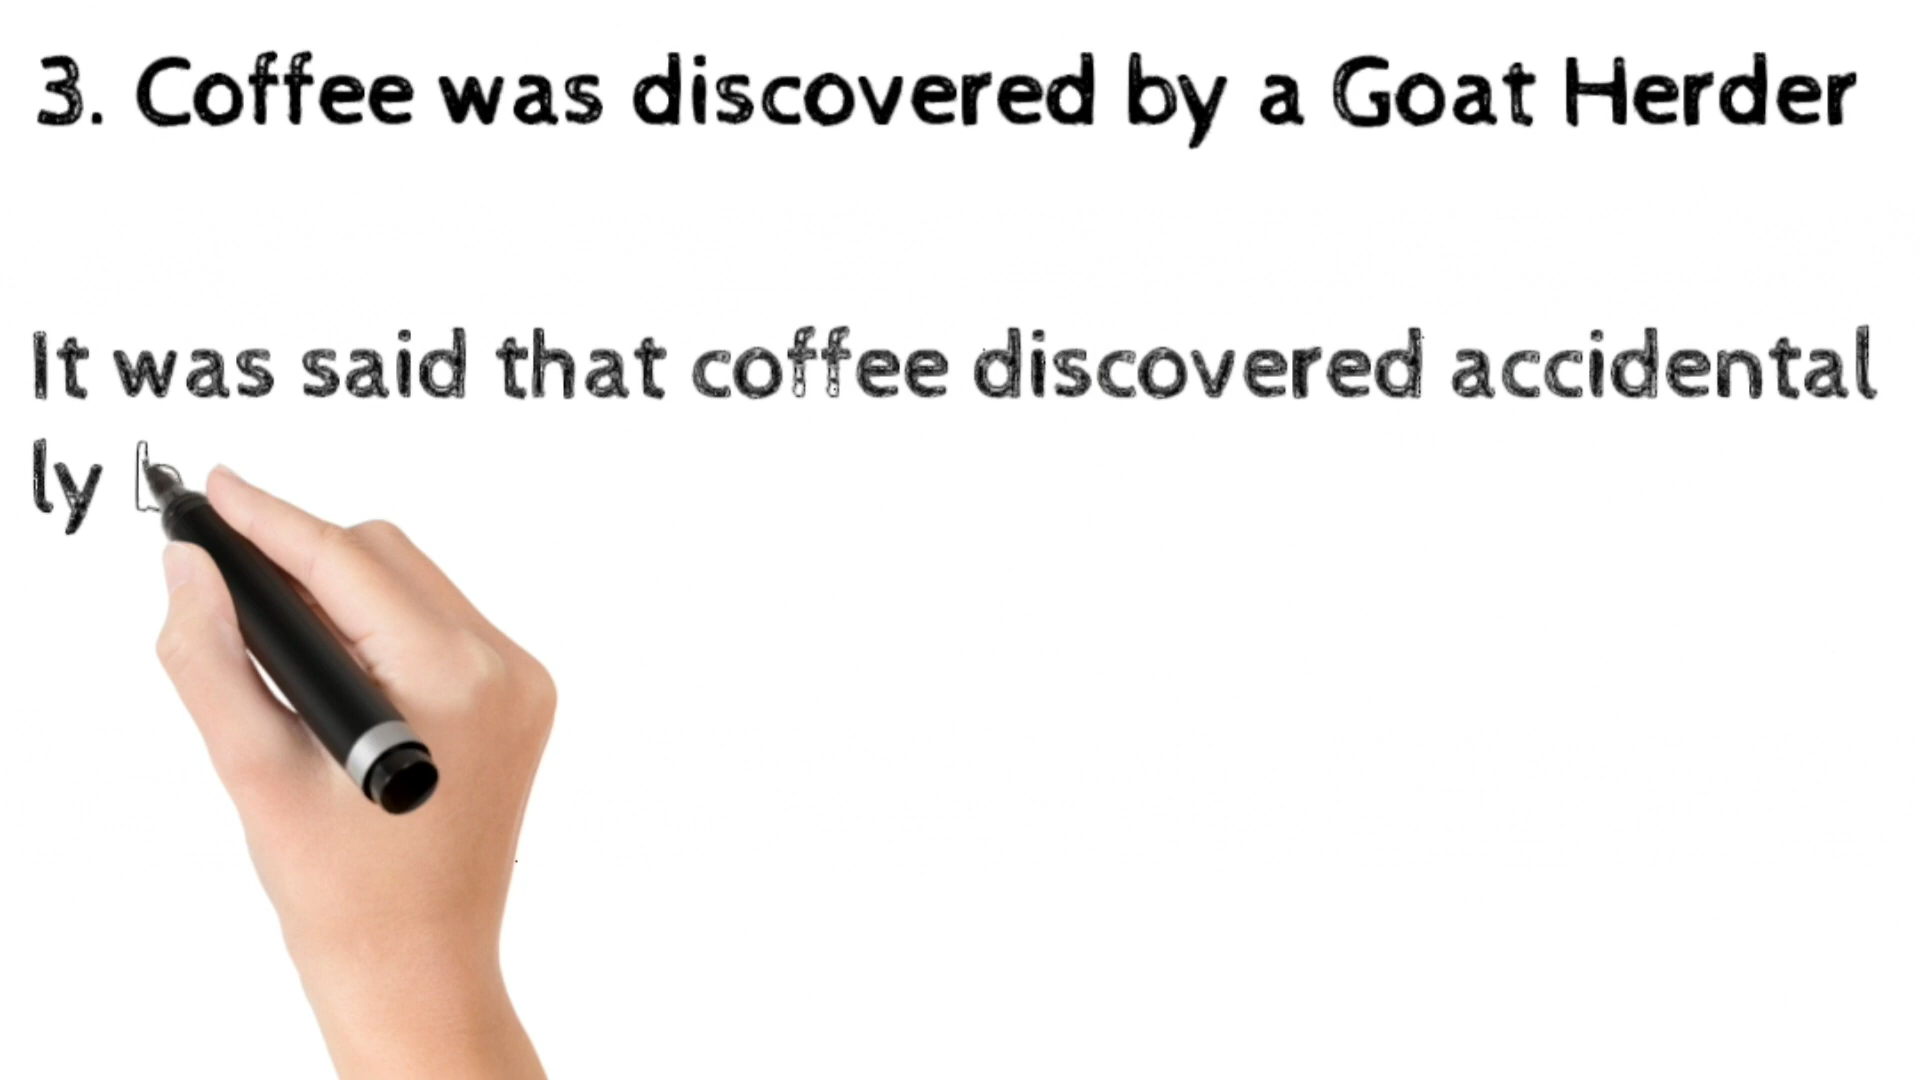 3. Coffee was discovered by a Goat Herder
It was said that coffee discovered accidental
ly